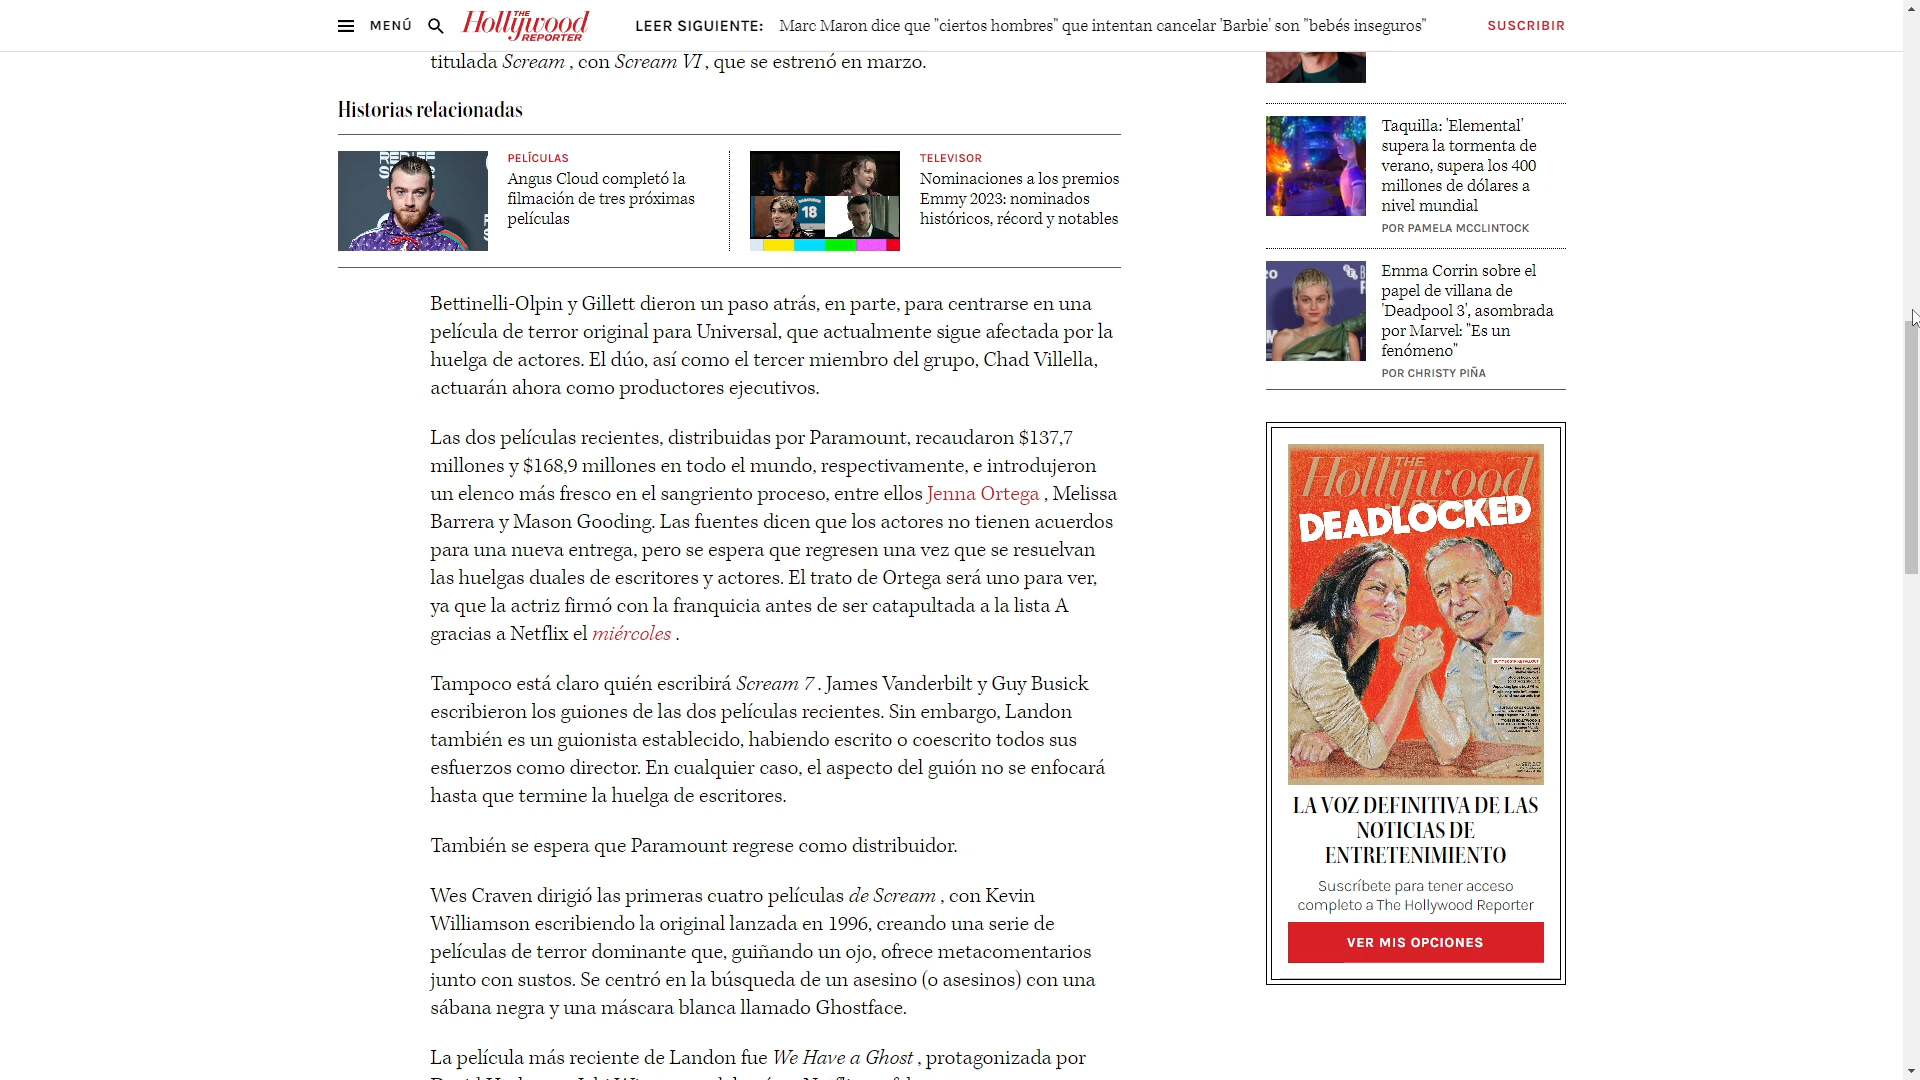 MENÚ
THE
Hollywood
REPORTER
LEER SIGUIENTE: Marc Maron dice que "ciertos hombres" que intentan cancelar 'Barbie' son "bebés inseguros"
SUSCRIBIR
titulada Scream , con Scream VI , que se estrenó en marzo.
Historias relacionadas
PELÍCULAS
Angus Cloud completó la
filmación de tres próximas
películas
18
TELEVISOR
Nominaciones a los premios
Emmy 2023: nominados
históricos, récord y notables
Bettinelli-Olpin y Gillett dieron un paso atrás, en parte, para centrarse en una
película de terror original para Universal, que actualmente sigue afectada por la
huelga de actores. El dúo, así como el tercer miembro del grupo, Chad Villella,
actuarán ahora como productores ejecutivos.
Las dos películas recientes, distribuidas por Paramount, recaudaron $137,7
millones y $168,9 millones en todo el mundo, respectivamente, e introdujeron
un elenco más fresco en el sangriento proceso, entre ellos Jenna Ortega , Melissa
Barrera y Mason Gooding. Las fuentes dicen que los actores no tienen acuerdos
para una nueva entrega, pero se espera que regresen una vez que se resuelvan
las huelgas duales de escritores y actores. El trato de Ortega será uno para ver,
ya que la actriz firmó con la franquicia antes de ser catapultada a la lista A
gracias a Netflix el miércoles .
Tampoco está claro quién escribirá Scream 7 . James Vanderbilt y Guy Busick
escribieron los guiones de las dos películas recientes. Sin embargo, Landon
también es un guionista establecido, habiendo escrito o coescrito todos sus
esfuerzos como director. En cualquier caso, el aspecto del guión no se enfocará
hasta que termine la huelga de escritores.
También se espera que Paramount regrese como distribuidor.
Wes Craven dirigió las primeras cuatro películas de Scream , con Kevin
Williamson escribiendo la original lanzada en 1996, creando una serie de
películas de terror dominante que, guiñando un ojo, ofrece metacomentarios
junto con sustos. Se centró en la búsqueda de un asesino (o asesinos) con una
sábana negra y una máscara blanca llamado Ghostface.
La película más reciente de Landon fue We Have a Ghost , protagonizada por
Taquilla: 'Elemental'
supera la tormenta de
verano, supera los 400
millones de dólares a
nivel mundial
POR PAMELA MCCLINTOCK
Emma Corrin sobre el
papel de villana de
'Deadpool 3', asombrada
por Marvel: "Es un
fenómeno"
POR CHRISTY PIÑA
THE
Hollywood
DEADLOCKED
LA VOZ DEFINITIVA DE LAS
NOTICIAS DE
ENTRETENIMIENTO
Suscríbete para tener acceso
completo a The Hollywood Reporter
VER MIS OPCIONES